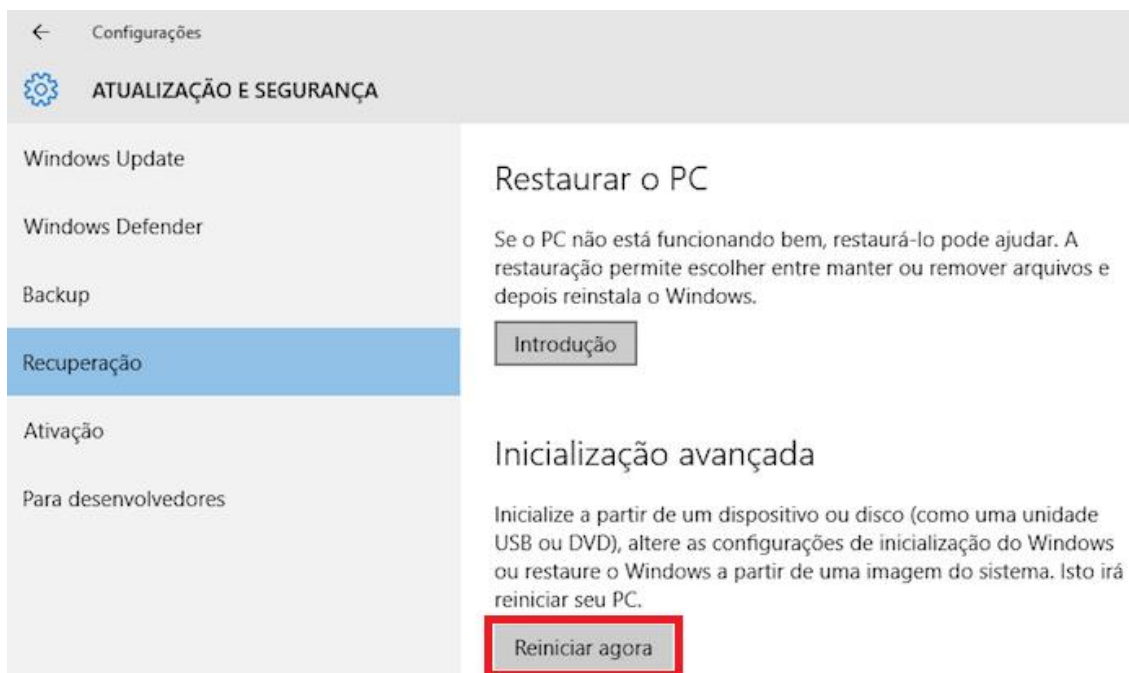 Configurações
ATUALIZAÇÃO E SEGURANÇA
Windows Update
Windows Defender
Backup
Recuperação
Ativação
Para desenvolvedores
Restaurar o PC
Se o PC não está funcionando bem, restaurá-lo pode ajudar. A
restauração permite escolher entre manter ou remover arquivos e
depois reinstala o Windows.
Introdução
Inicialização avançada
Inicialize a partir de um dispositivo ou disco (como uma unidade
USB ou DVD), altere as configurações de inicialização do Windows
ou restaure o Windows a partir de uma imagem do sistema. Isto irá
reiniciar seu PC.
Reiniciar agora